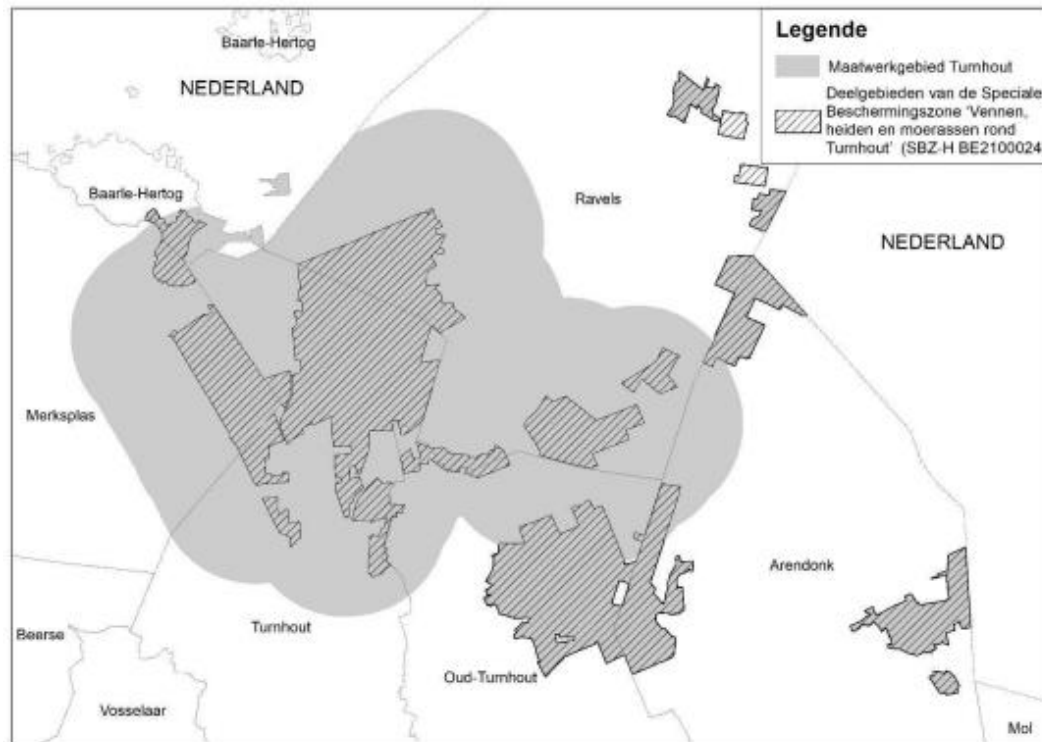 Baarle-Hertog
NEDERLAND
Legende
Maatwerkgebied Turnhout
Deelgebieden van de Speciale
Beschermingszone 'Vennen,
heiden en moerassen rond
Turnhout' (SBZ-H BE2100024
Baarle-Hertog
Ravels
NEDERLAND
Merksplas
Arendonk
Turnhout
Beerse
Oud-Turnhout
Vosselaar
Mol